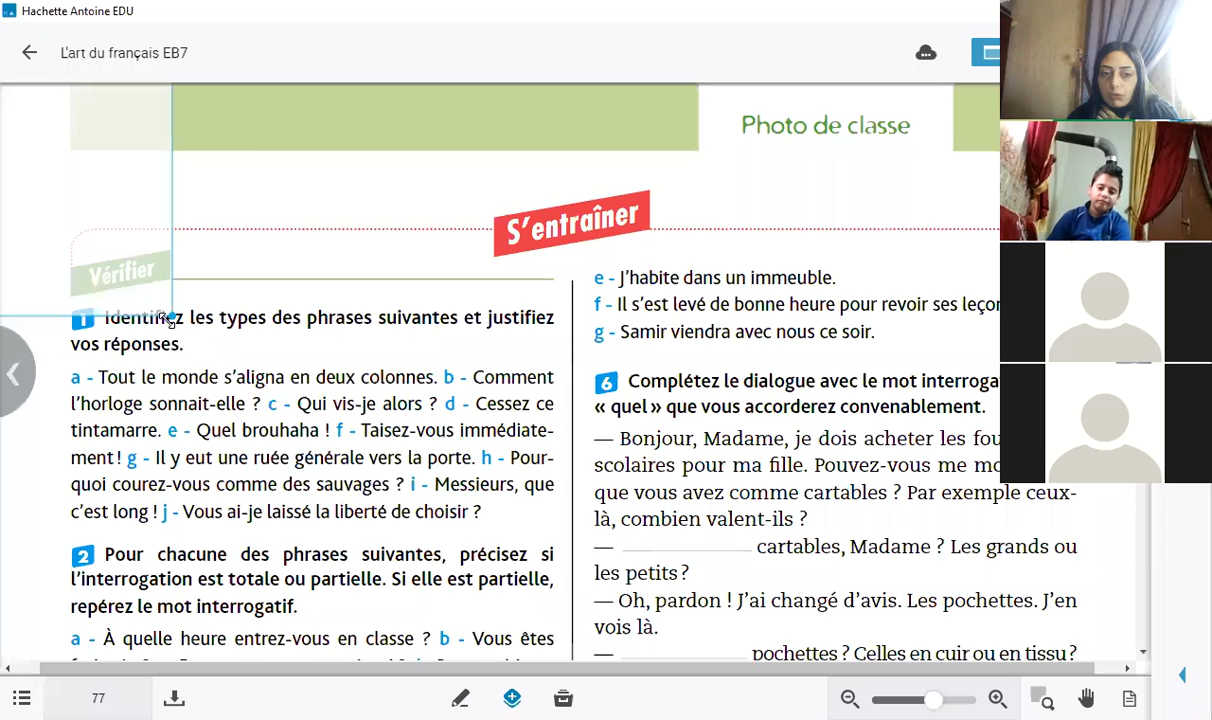 Hachette Antoine EDU
L'art du français EB7
Photo de classe
S'entraîner
Vérifier
1 Identifiez les types des phrases suivantes et justifiez
vos réponses.
a - Tout le monde s'aligna en deux colonnes. b - Comment
l'horloge sonnait-elle ? c - Qui vis-je alors ? d - Cessez ce
tintamarre. e - Quel brouhaha ! f - Taisez-vous immédiate-
ment! g - Il y eut une ruée générale vers la porte. h - Pour-
quoi courez-vous comme des sauvages ? i - Messieurs, que
c'est long ! j - Vous ai-je laissé la liberté de choisir ?
2 Pour chacune des phrases suivantes, précisez si
l'interrogation est totale ou partielle. Si elle est partielle,
repérez le mot interrogatif.
a - À quelle heure entrez-vous en classe ? b - Vous êtes
e - J'habite dans un immeuble.
f - Il s'est levé de bonne heure pour revoir ses leçon
g - Samir viendra avec nous ce soir.
6 Complétez le dialogue avec le mot interroga
« quel » que vous accorderez convenablement.
— Bonjour, Madame, je dois acheter les fou
scolaires pour ma fille. Pouvez-vous me mo
que vous avez comme cartables ? Par exemple ceux-
là, combien valent-ils ?
— cartables, Madame ? Les grands ou
les petits ?
— Oh, pardon ! J'ai changé d'avis. Les pochettes. J'en
vois là.
— pochettes ? Celles en cuir ou en tissu ?
77